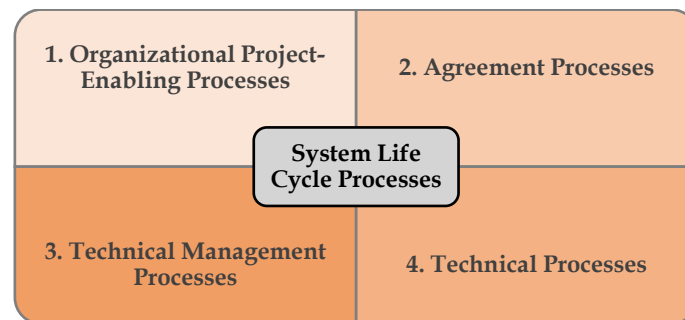 1. Organizational Project-
Enabling Processes
2. Agreement Processes
System Life
Cycle Processes
3. Technical Management
Processes
4. Technical Processes